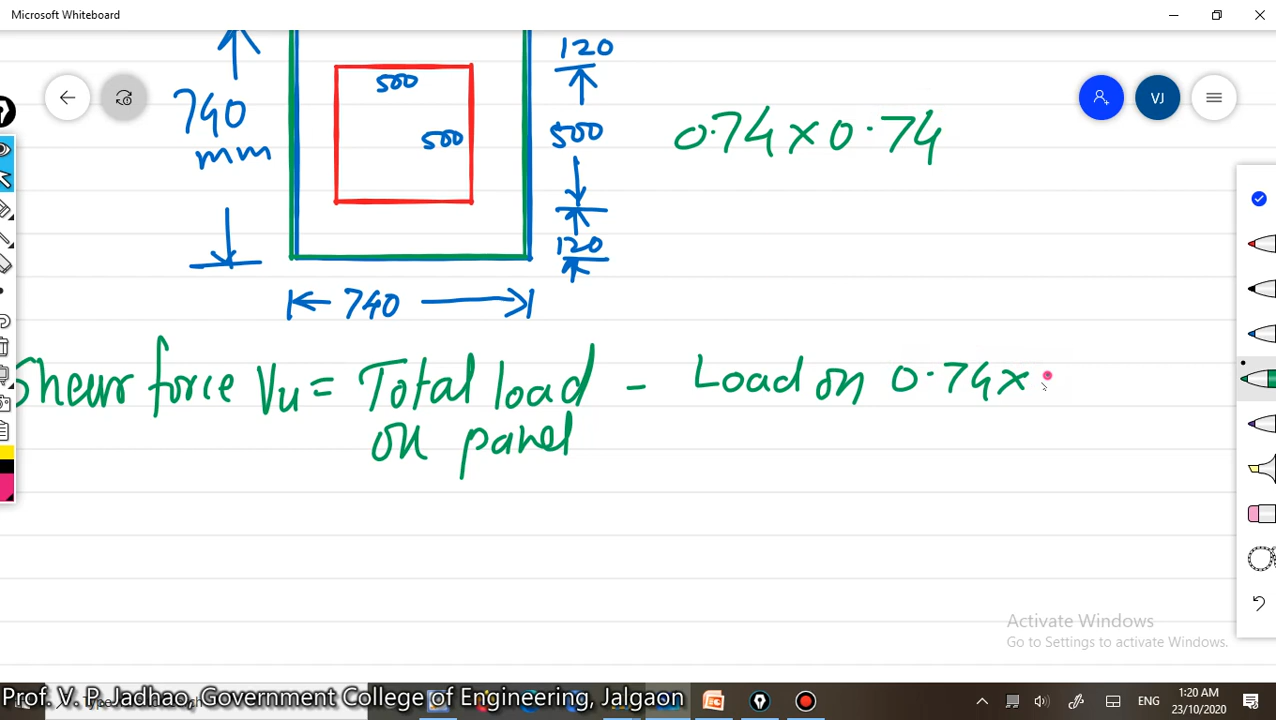 Microsoft Whiteboard
120
500
740
mm
500
500
0.74 × 0.74
120
740
VJ
Shear force Vu = Total load - Load on 0.74 ×
on panel
Activate Windows
Go to Settings to activate Windows.
Prof. V. P. Jadhao, Government College of Engineering, Jalgaon
ENG
1:20 AM
23/10/2020